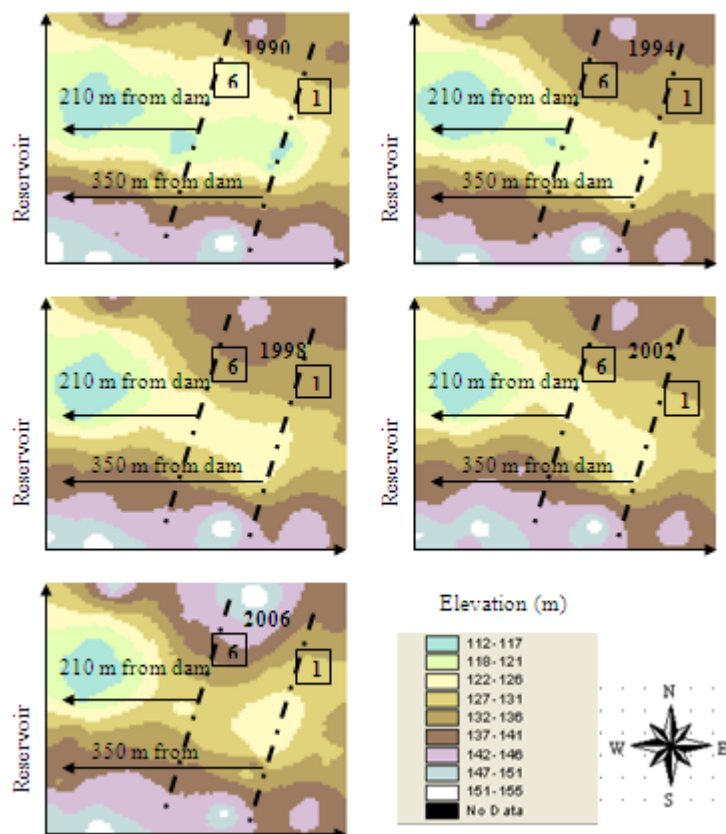 1990
6
1
210 m from dam
350 m from dam
Reservoir
1994
6
1
210 m from dam
350 m from dam
Reservoir
1998
6
1
210 m from dam
350 m from dam
Reservoir
2002
6
1
210 m from dam
350 m from dam
Reservoir
2006
6
1
210 m from dam
350 m from
Reservoir
Elevation (m)
112-117
118-121
122-126
127-131
132-136
137-141
142-146
147-151
151-155
No Data
N
W
E
S